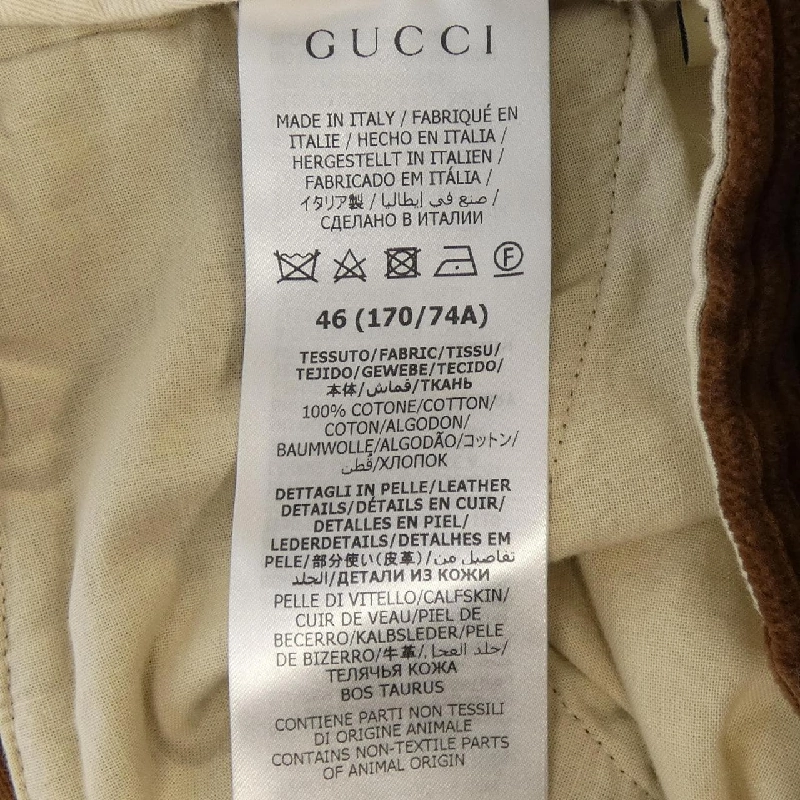 GUCCI
MADE IN ITALY / FABRIQUÉ EN
ITALIE / HECHO EN ITALIA /
HERGESTELLT IN ITALIEN /
FABRICADO EM ITÁLIA /
イタリア製 / صنع في إيطاليا /
СДЕЛАНО В ИТАЛИИ
F
46 (170/74A)
TESSUTO/FABRIC/TISSU/
TEJIDO/GEWEBE/TECIDO/
本体/قماش/ТКАНЬ
100% COTONE/COTTON/
COTON/ALGODON/
BAUMWOLLE/ALGODÃO/コットン/
قطن/ХЛОПОК
DETTAGLI IN PELLE/LEATHER
DETAILS/DÉTAILS EN CUIR/
DETALLES EN PIEL/
LEDERDETAILS/DETALHES EM
PELE/部分使い(皮革)/تفاصيل من
الجلد/ДЕТАЛИ ИЗ КОЖИ
PELLE DI VITELLO/CALFSKIN/
CUIR DE VEAU/PIEL DE
BECERRO/KALBSLEDER/PELE
DE BIZERRO/牛革/جلد العجل/
ТЕЛЯЧЬЯ КОЖА
BOS TAURUS
CONTIENE PARTI NON TESSILI
DI ORIGINE ANIMALE
CONTAINS NON-TEXTILE PARTS
OF ANIMAL ORIGIN